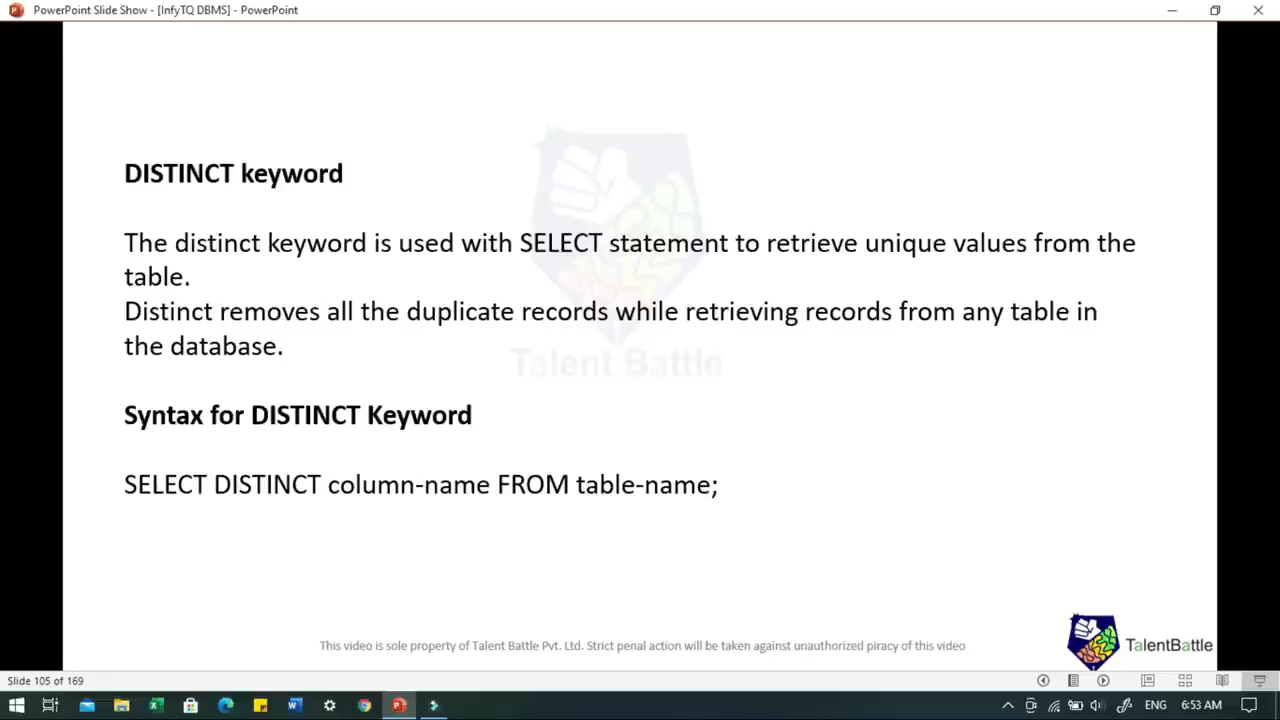 PowerPoint Slide Show - [InfyTQ DBMS] - PowerPoint
DISTINCT keyword
The distinct keyword is used with SELECT statement to retrieve unique values from the
table.
Distinct removes all the duplicate records while retrieving records from any table in
the database.
Talent Battle
Syntax for DISTINCT Keyword
SELECT DISTINCT column-name FROM table-name;
This video is sole property of Talent Battle Pvt. Ltd. Strict penal action will be taken against unauthorized piracy of this video
TalentBattle
Slide 105 of 169
ENG 6:53 AM